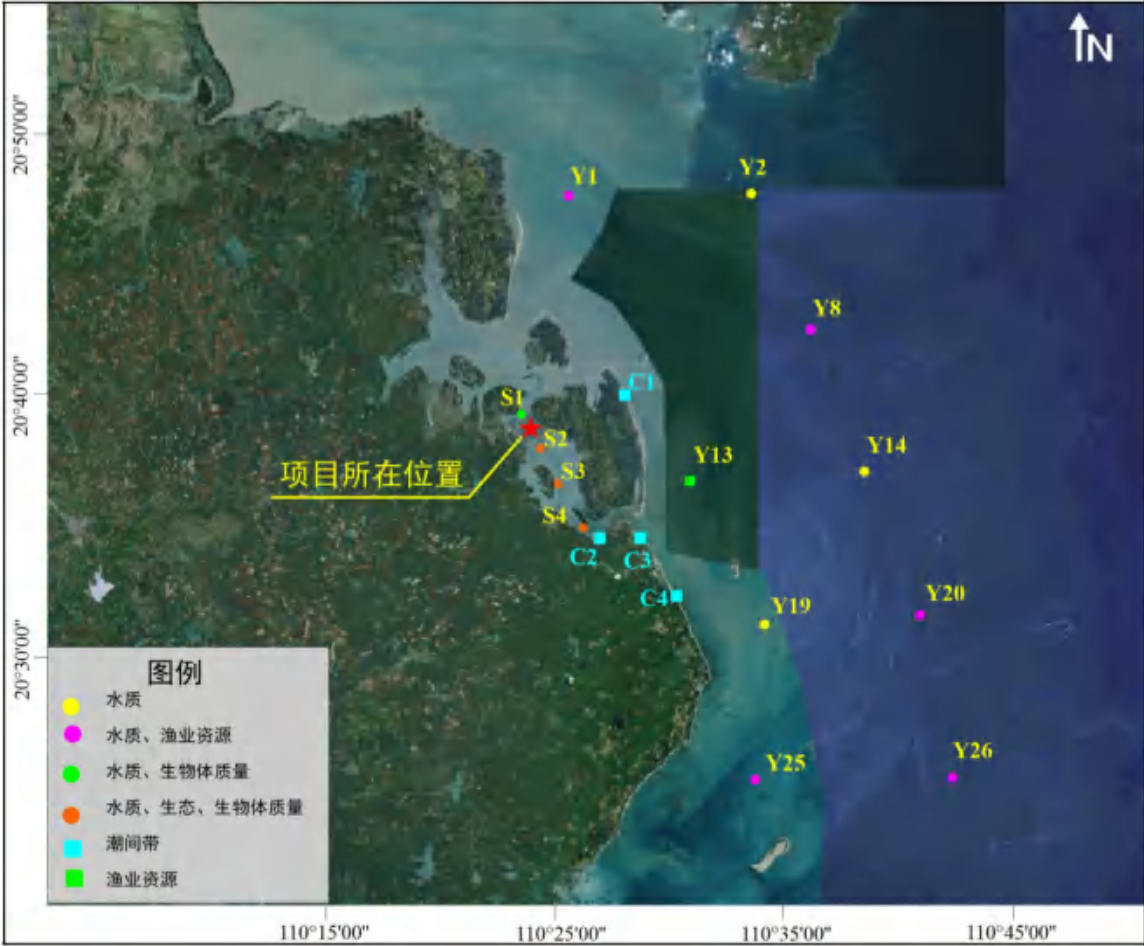 N
20°50'00"
Y1
Y2
Y8
20°40'00"
C1
S1
S2
项目所在位置
S3
Y13
Y14
S4
C2
C3
C4
Y19
Y20
20°30'00"
图例
水质
水质、渔业资源
水质、生物体质量
水质、生态、生物体质量
潮间带
渔业资源
Y25
Y26
110°15'00"
110°25'00"
110°35'00"
110°45'00"